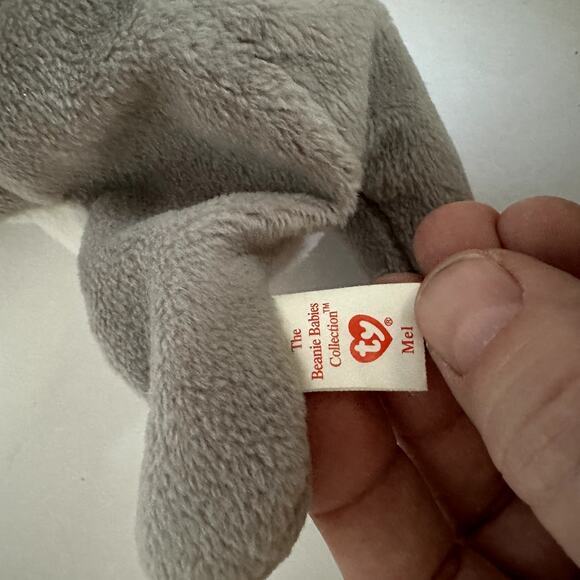 The
Beanie Babies
Collection™
ty®
Mel